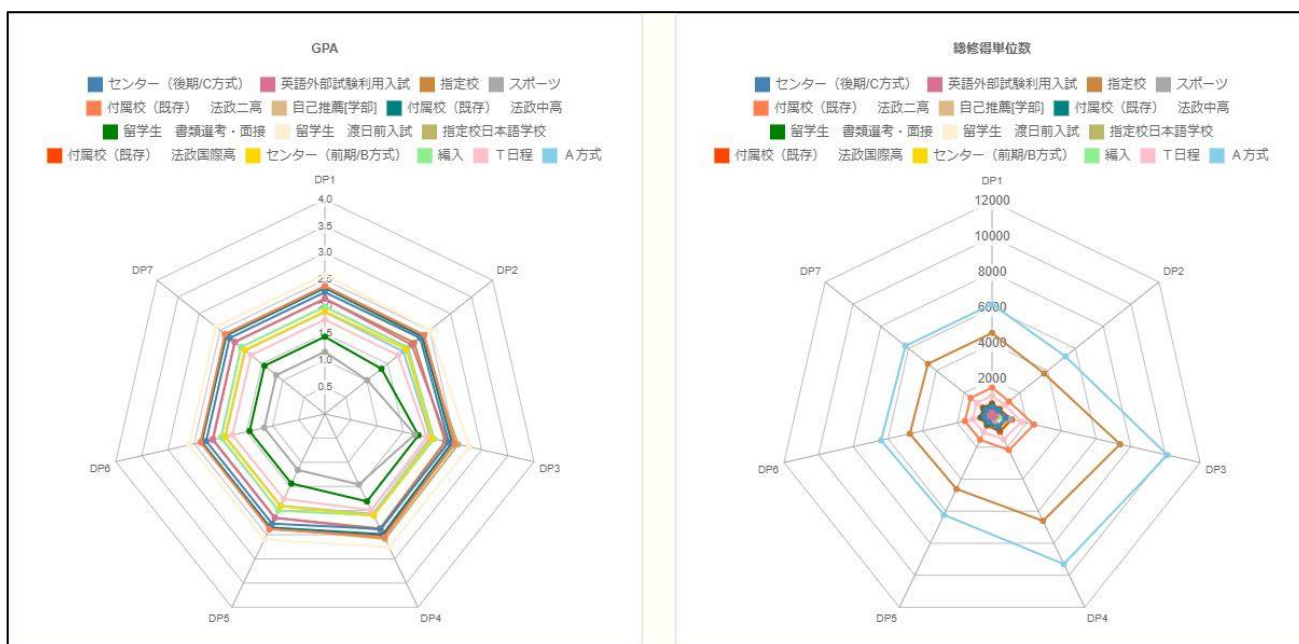 GPA
センター（後期/C方式） 英語外部試験利用入試 指定校 スポーツ
付属校（既存）　法政二高 自己推薦[学部] 付属校（既存）　法政中高
留学生　書類選考・面接 留学生　渡日前入試 指定校日本語学校
付属校（既存）　法政国際高 センター（前期/B方式） 編入 Ｔ日程 Ａ方式
DP1
4.0
3.5
3.0
2.5
1.5
1.0
0.5
DP2
DP3
DP4
DP5
DP6
DP7
総修得単位数
センター（後期/C方式） 英語外部試験利用入試 指定校 スポーツ
付属校（既存）　法政二高 自己推薦[学部] 付属校（既存）　法政中高
留学生　書類選考・面接 留学生　渡日前入試 指定校日本語学校
付属校（既存）　法政国際高 センター（前期/B方式） 編入 Ｔ日程 Ａ方式
DP1
12000
10000
8000
6000
4000
2000
DP2
DP3
DP4
DP5
DP6
DP7